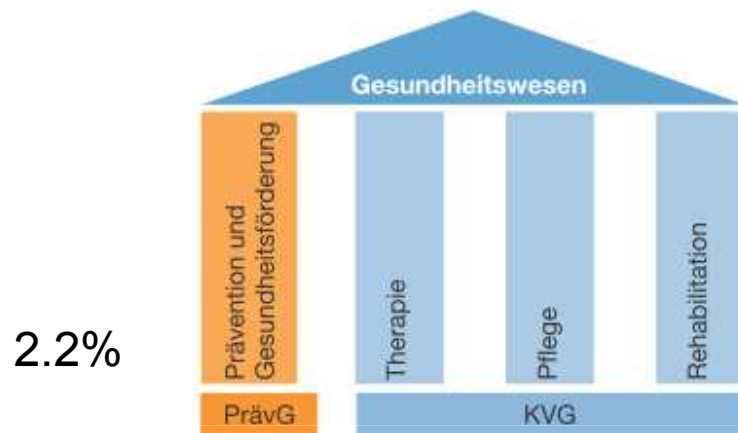 Gesundheitswesen
Prävention und
Gesundheitsförderung
Therapie
Pflege
Rehabilitation
2.2%
PrävG
KVG